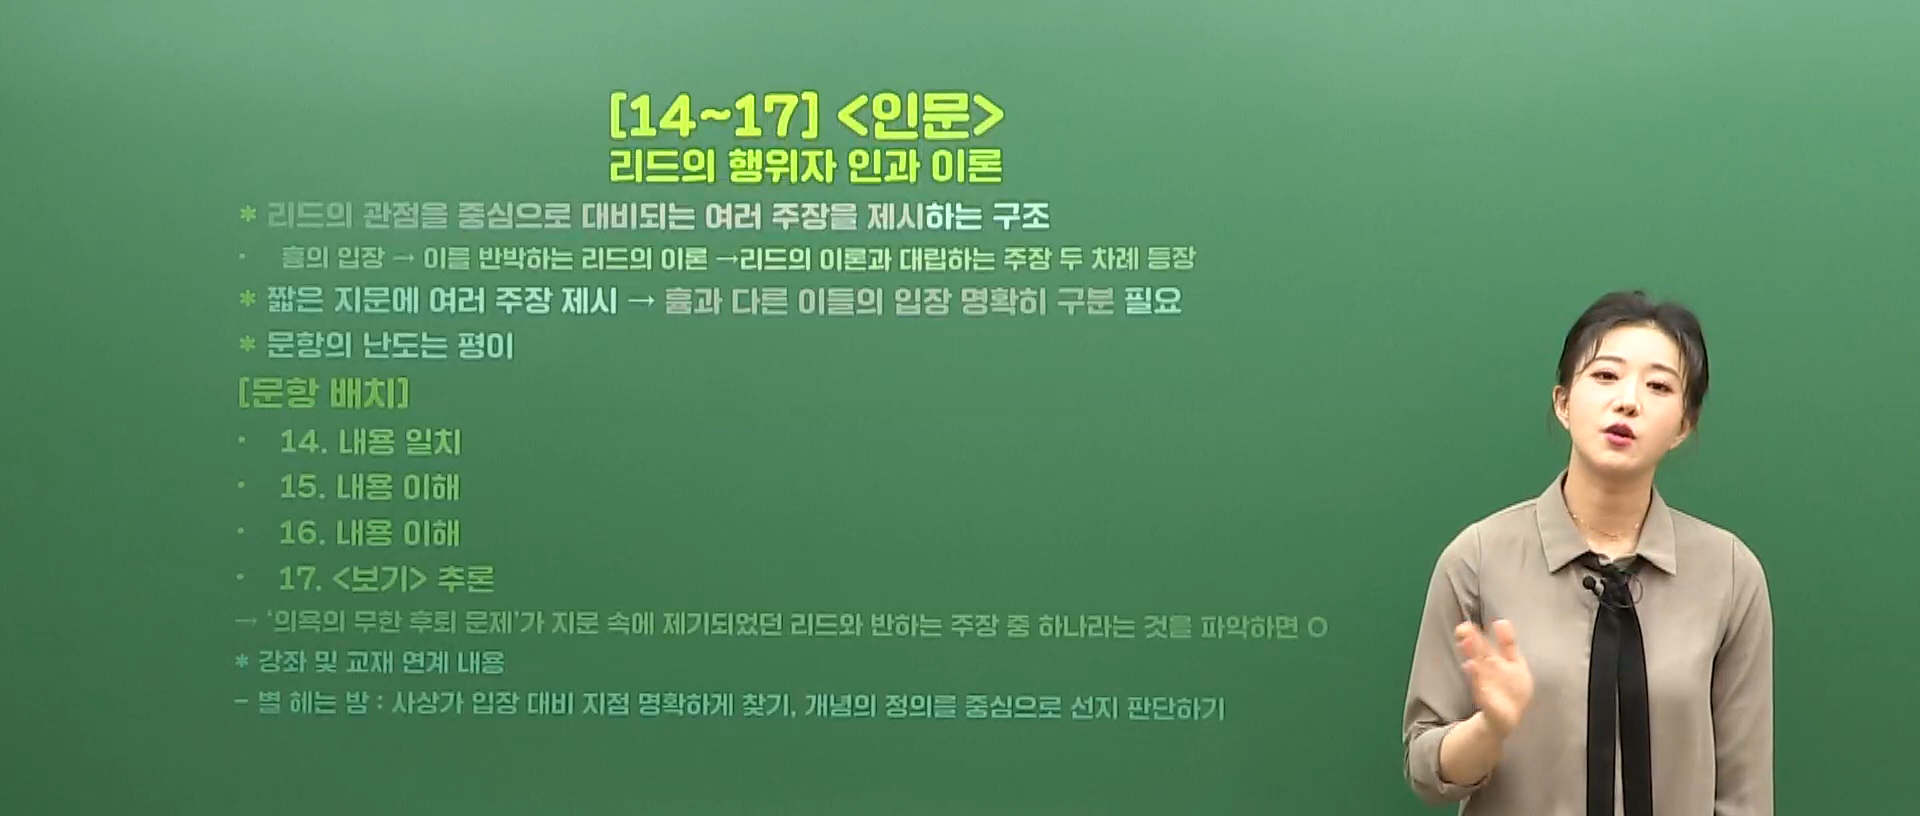 [14~17] <인문>
리드의 행위자 인과 이론
* 리드의 관점을 중심으로 대비되는 여러 주장을 제시하는 구조
· 흄의 입장 → 이를 반박하는 리드의 이론 →리드의 이론과 대립하는 주장 두 차례 등장
* 짧은 지문에 여러 주장 제시 → 흄과 다른 이들의 입장 명확히 구분 필요
* 문항의 난도는 평이
[문항 배치]
· 14. 내용 일치
· 15. 내용 이해
· 16. 내용 이해
· 17. <보기> 추론
→ ‘의욕의 무한 후퇴 문제’가 지문 속에 제기되었던 리드와 반하는 주장 중 하나라는 것을 파악하면 O
* 강좌 및 교재 연계 내용
- 별 헤는 밤 : 사상가 입장 대비 지점 명확하게 찾기, 개념의 정의를 중심으로 선지 판단하기